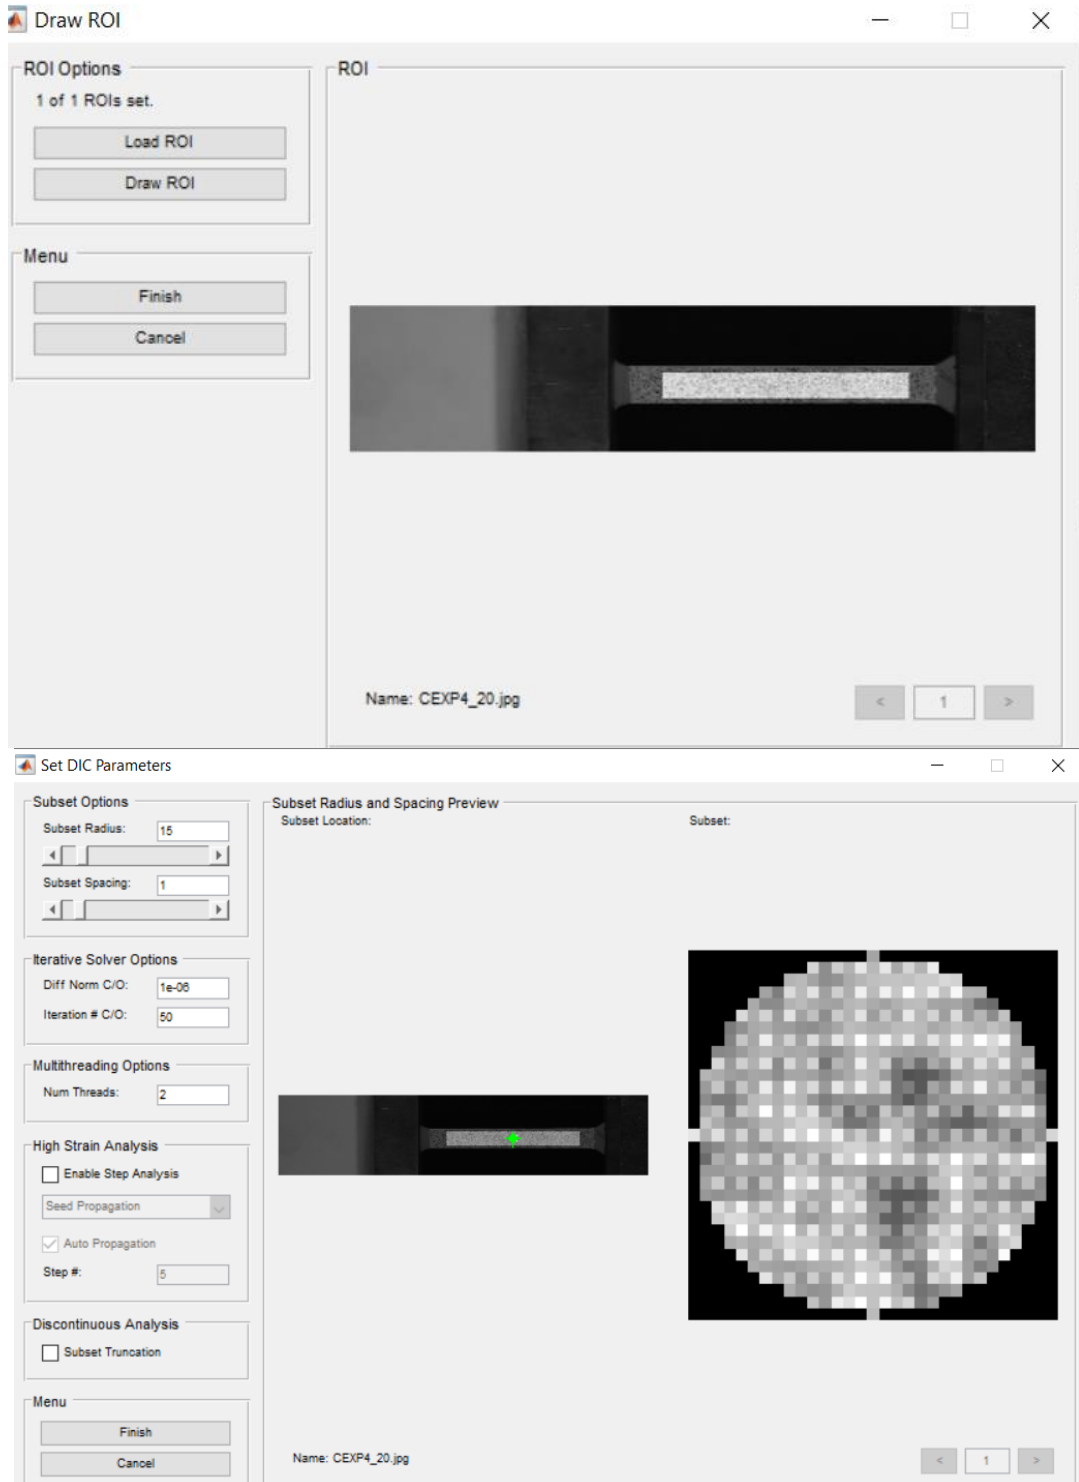 Draw ROI
ROI Options
1 of 1 ROIs set.
Load ROI
Draw ROI
Menu
Finish
Cancel
ROI
Name: CEXP4_20.jpg
<
1
>
Set DIC Parameters
Subset Options
Subset Radius: 15
Subset Spacing: 1
Iterative Solver Options
Diff Norm C/O: 1e-06
Iteration # C/O: 50
Multithreading Options
Num Threads: 2
High Strain Analysis
Enable Step Analysis
Seed Propagation
Auto Propagation
Step #: 5
Discontinuous Analysis
Subset Truncation
Menu
Finish
Cancel
Subset Radius and Spacing Preview
Subset Location:
Subset:
Name: CEXP4_20.jpg
<
1
>